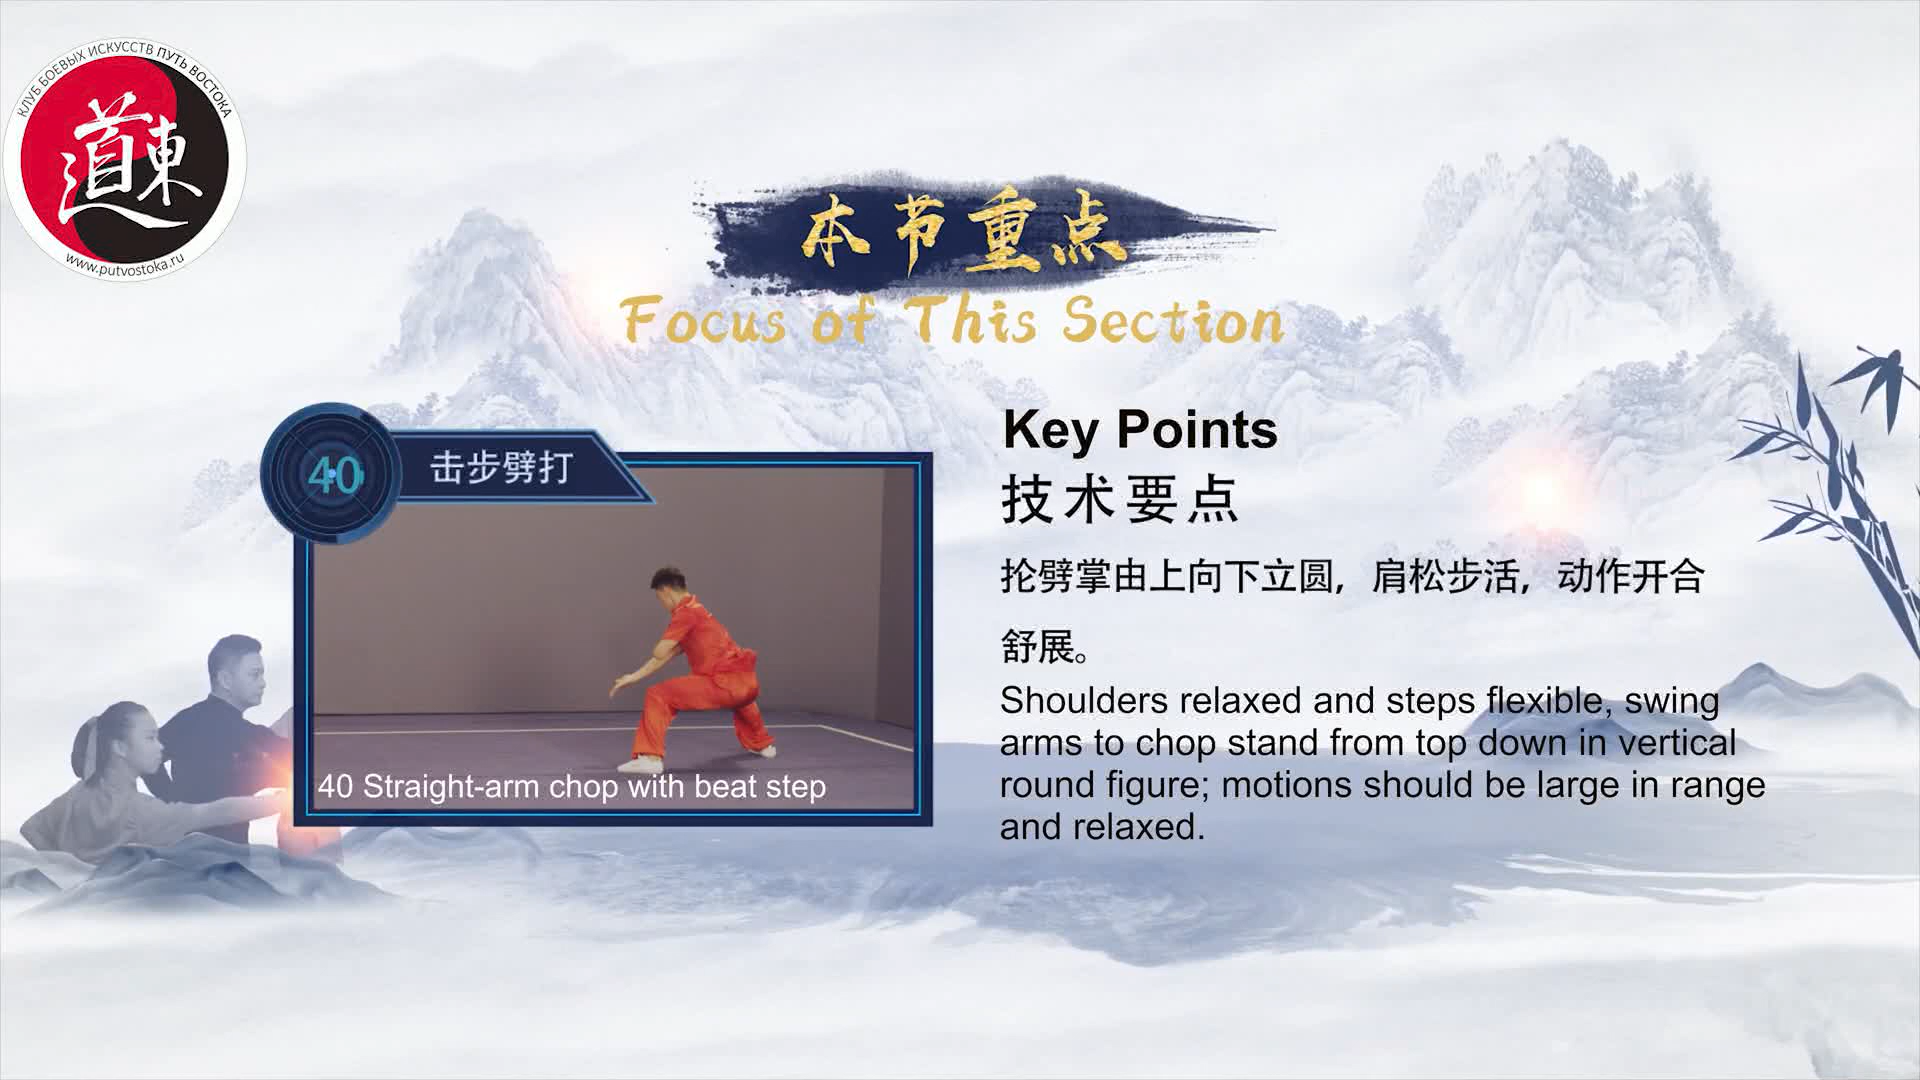 КЛУБ БОЕВЫХ ИСКУССТВ ПУТЬ ВОСТОКА
道東
www.putvostoka.ru
本节重点
Focus of This Section
40
击步劈打
40 Straight-arm chop with beat step
Key Points
技术要点
抡劈掌由上向下立圆，肩松步活，动作开合
舒展。
Shoulders relaxed and steps flexible, swing
arms to chop stand from top down in vertical
round figure; motions should be large in range
and relaxed.